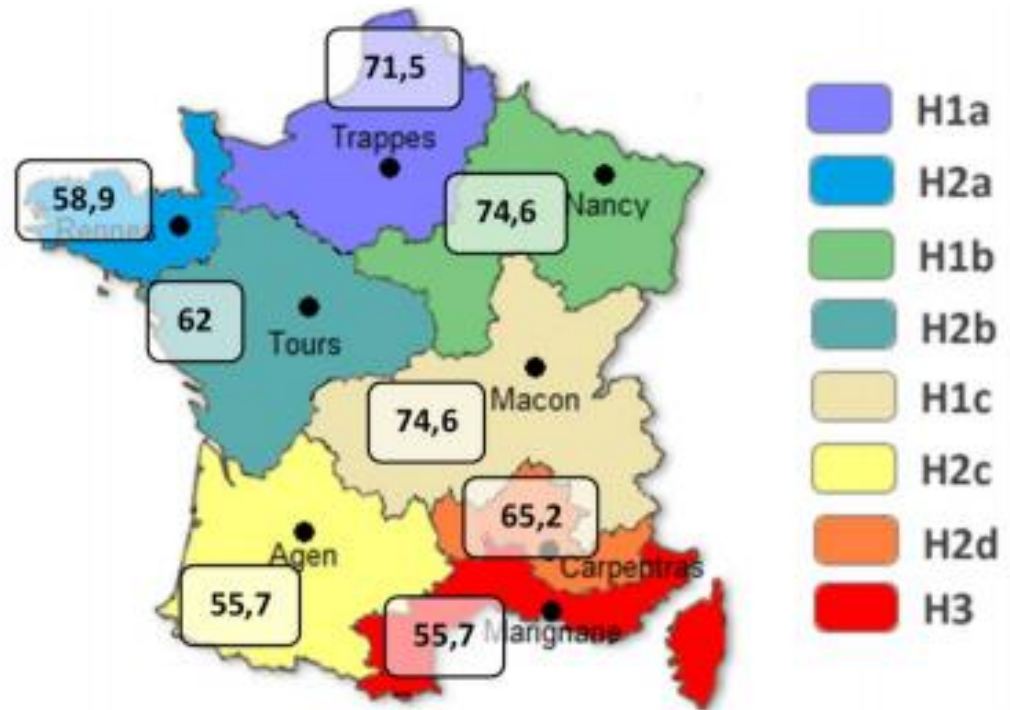 71,5
Trappes
58,9
Rennes
74,6
Nancy
62
Tours
Macon
74,6
65,2
Carpentras
Agen
55,7
55,7
Marignane
H1a
H2a
H1b
H2b
H1c
H2c
H2d
H3